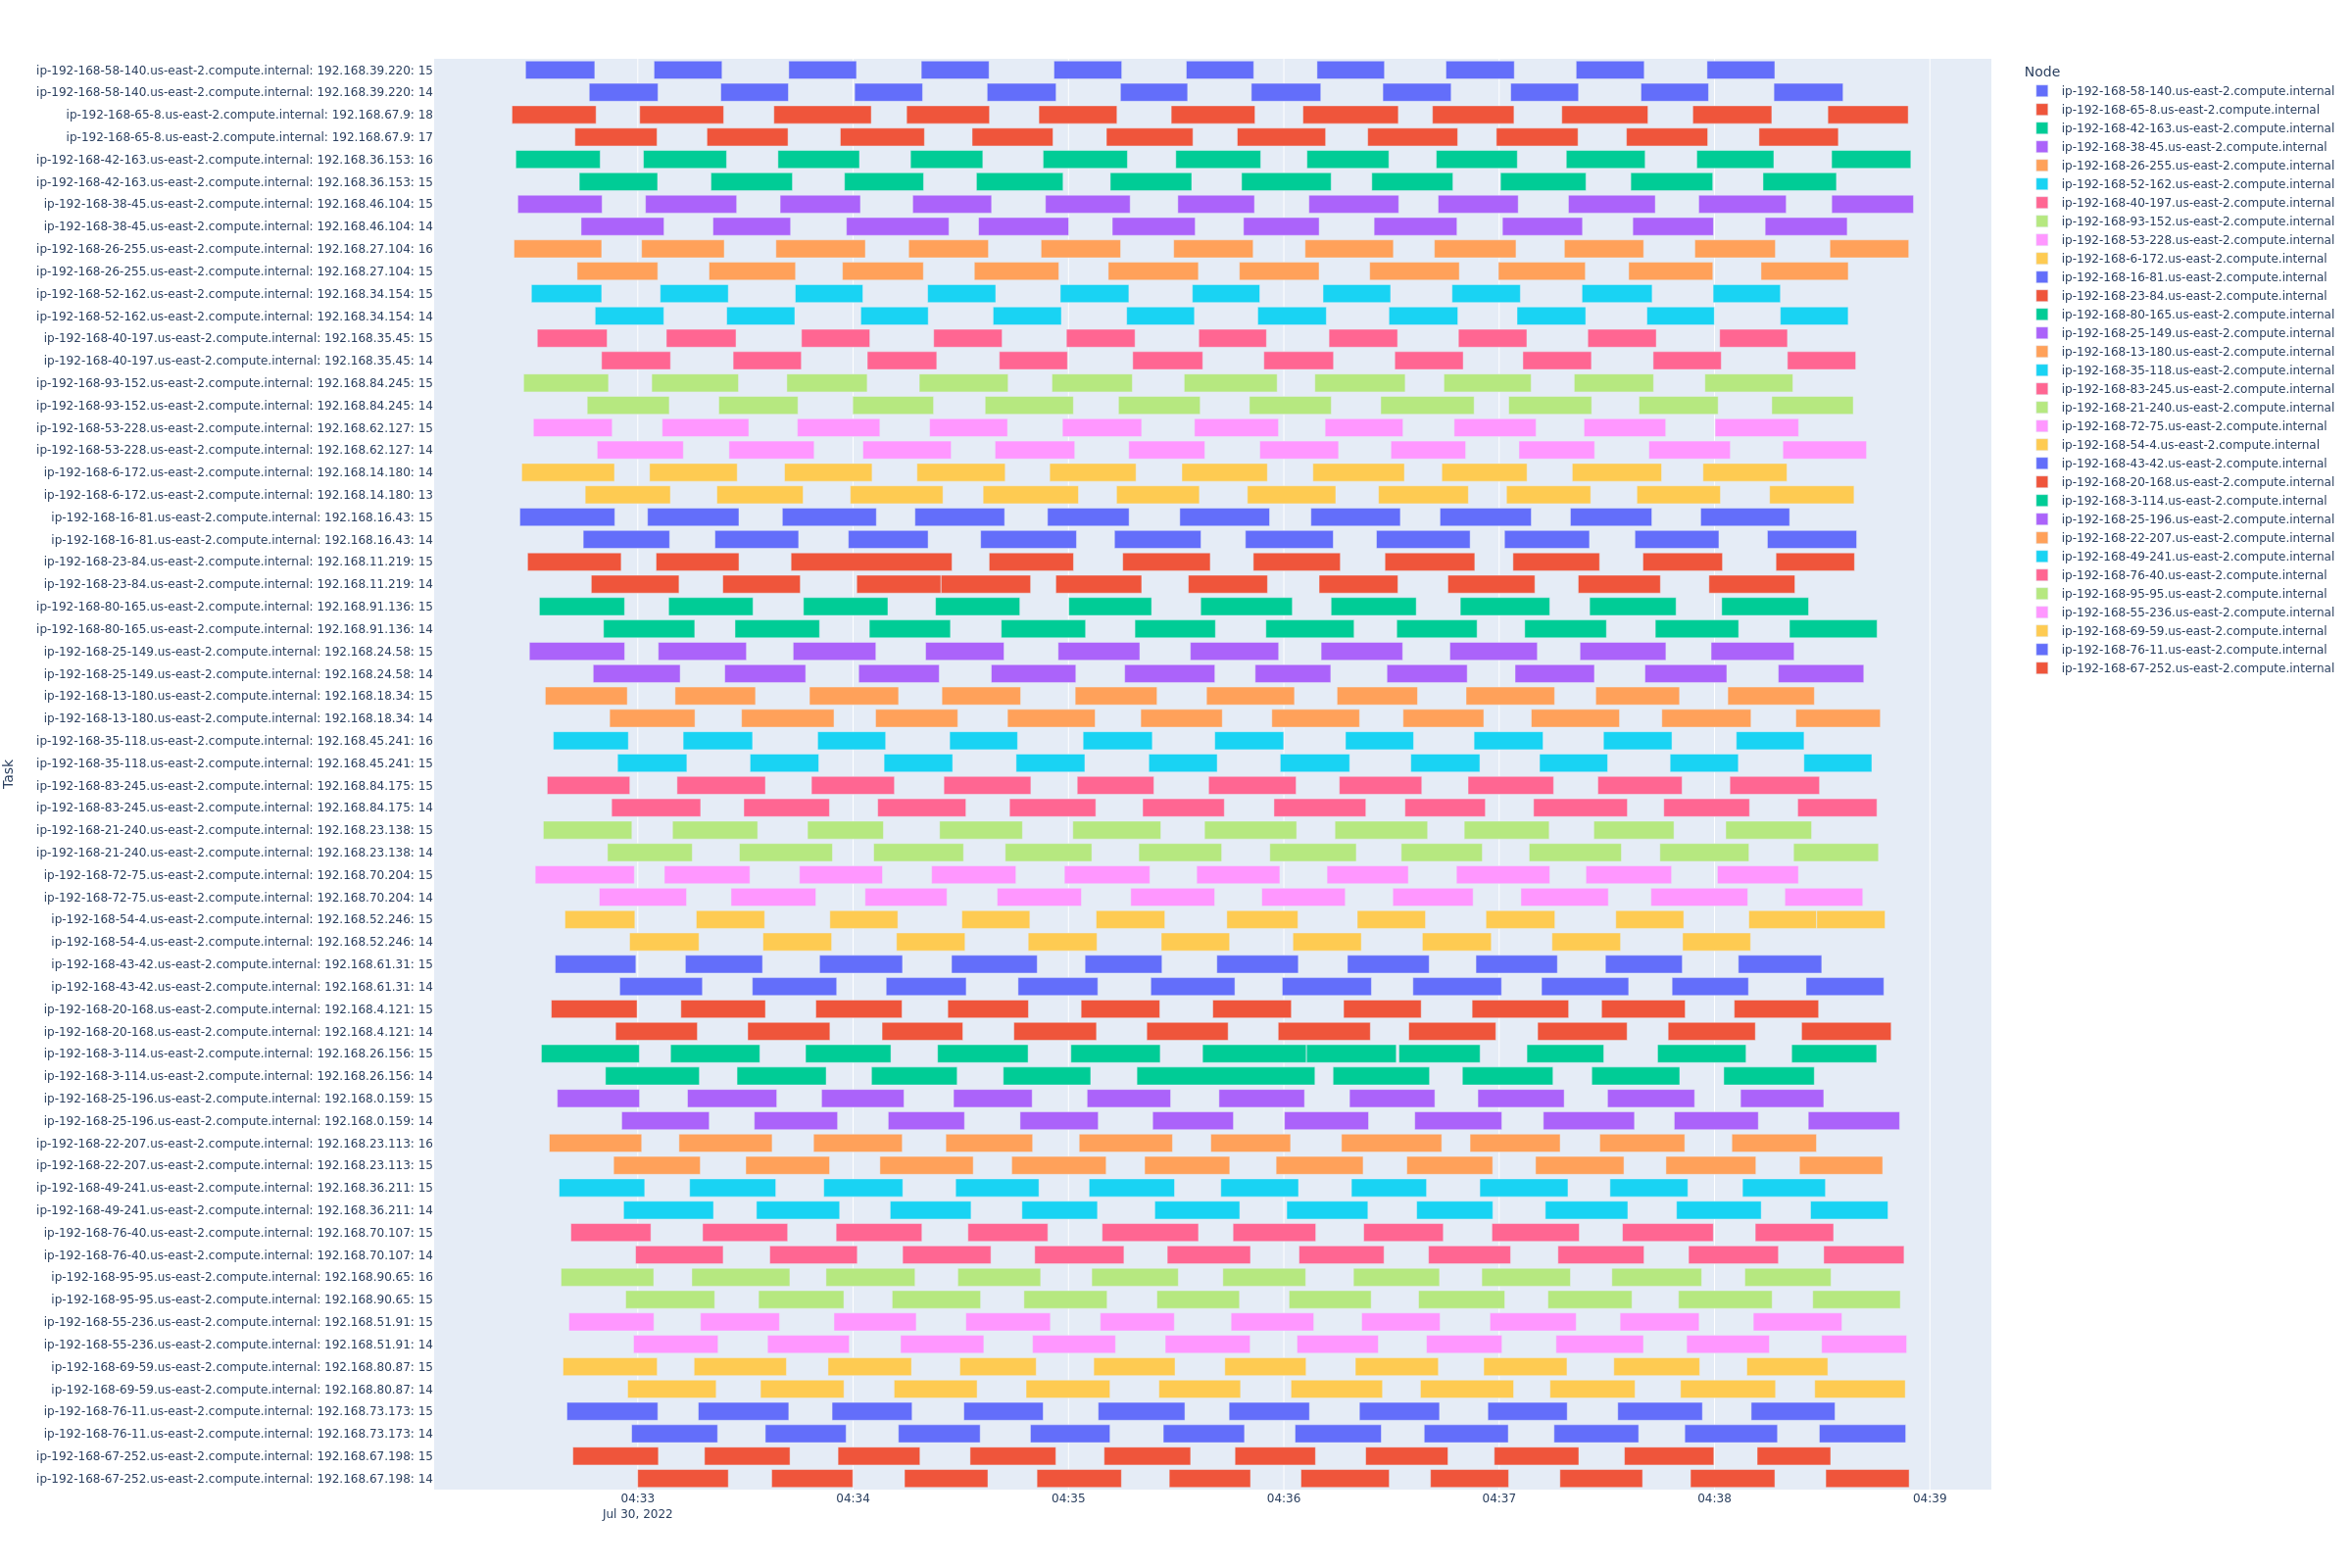 ip-192-168-58-140.us-east-2.compute.internal: 192.168.39.220: 15
ip-192-168-58-140.us-east-2.compute.internal: 192.168.39.220: 14
ip-192-168-65-8.us-east-2.compute.internal: 192.168.67.9: 18
ip-192-168-65-8.us-east-2.compute.internal: 192.168.67.9: 17
ip-192-168-42-163.us-east-2.compute.internal: 192.168.36.153: 16
ip-192-168-42-163.us-east-2.compute.internal: 192.168.36.153: 15
ip-192-168-38-45.us-east-2.compute.internal: 192.168.46.104: 15
ip-192-168-38-45.us-east-2.compute.internal: 192.168.46.104: 14
ip-192-168-26-255.us-east-2.compute.internal: 192.168.27.104: 16
ip-192-168-26-255.us-east-2.compute.internal: 192.168.27.104: 15
ip-192-168-52-162.us-east-2.compute.internal: 192.168.34.154: 15
ip-192-168-52-162.us-east-2.compute.internal: 192.168.34.154: 14
ip-192-168-40-197.us-east-2.compute.internal: 192.168.35.45: 15
ip-192-168-40-197.us-east-2.compute.internal: 192.168.35.45: 14
ip-192-168-93-152.us-east-2.compute.internal: 192.168.84.245: 15
ip-192-168-93-152.us-east-2.compute.internal: 192.168.84.245: 14
ip-192-168-53-228.us-east-2.compute.internal: 192.168.62.127: 15
ip-192-168-53-228.us-east-2.compute.internal: 192.168.62.127: 14
ip-192-168-6-172.us-east-2.compute.internal: 192.168.14.180: 14
ip-192-168-6-172.us-east-2.compute.internal: 192.168.14.180: 13
ip-192-168-16-81.us-east-2.compute.internal: 192.168.16.43: 15
ip-192-168-16-81.us-east-2.compute.internal: 192.168.16.43: 14
ip-192-168-23-84.us-east-2.compute.internal: 192.168.11.219: 15
ip-192-168-23-84.us-east-2.compute.internal: 192.168.11.219: 14
ip-192-168-80-165.us-east-2.compute.internal: 192.168.91.136: 15
ip-192-168-80-165.us-east-2.compute.internal: 192.168.91.136: 14
ip-192-168-25-149.us-east-2.compute.internal: 192.168.24.58: 15
ip-192-168-25-149.us-east-2.compute.internal: 192.168.24.58: 14
ip-192-168-13-180.us-east-2.compute.internal: 192.168.18.34: 15
ip-192-168-13-180.us-east-2.compute.internal: 192.168.18.34: 14
ip-192-168-35-118.us-east-2.compute.internal: 192.168.45.241: 16
ip-192-168-35-118.us-east-2.compute.internal: 192.168.45.241: 15
ip-192-168-83-245.us-east-2.compute.internal: 192.168.84.175: 15
ip-192-168-83-245.us-east-2.compute.internal: 192.168.84.175: 14
ip-192-168-21-240.us-east-2.compute.internal: 192.168.23.138: 15
ip-192-168-21-240.us-east-2.compute.internal: 192.168.23.138: 14
ip-192-168-72-75.us-east-2.compute.internal: 192.168.70.204: 15
ip-192-168-72-75.us-east-2.compute.internal: 192.168.70.204: 14
ip-192-168-54-4.us-east-2.compute.internal: 192.168.52.246: 15
ip-192-168-54-4.us-east-2.compute.internal: 192.168.52.246: 14
ip-192-168-43-42.us-east-2.compute.internal: 192.168.61.31: 15
ip-192-168-43-42.us-east-2.compute.internal: 192.168.61.31: 14
ip-192-168-20-168.us-east-2.compute.internal: 192.168.4.121: 15
ip-192-168-20-168.us-east-2.compute.internal: 192.168.4.121: 14
ip-192-168-3-114.us-east-2.compute.internal: 192.168.26.156: 15
ip-192-168-3-114.us-east-2.compute.internal: 192.168.26.156: 14
ip-192-168-25-196.us-east-2.compute.internal: 192.168.0.159: 15
ip-192-168-25-196.us-east-2.compute.internal: 192.168.0.159: 14
ip-192-168-22-207.us-east-2.compute.internal: 192.168.23.113: 16
ip-192-168-22-207.us-east-2.compute.internal: 192.168.23.113: 15
ip-192-168-49-241.us-east-2.compute.internal: 192.168.36.211: 15
ip-192-168-49-241.us-east-2.compute.internal: 192.168.36.211: 14
ip-192-168-76-40.us-east-2.compute.internal: 192.168.70.107: 15
ip-192-168-76-40.us-east-2.compute.internal: 192.168.70.107: 14
ip-192-168-95-95.us-east-2.compute.internal: 192.168.90.65: 16
ip-192-168-95-95.us-east-2.compute.internal: 192.168.90.65: 15
ip-192-168-55-236.us-east-2.compute.internal: 192.168.51.91: 15
ip-192-168-55-236.us-east-2.compute.internal: 192.168.51.91: 14
ip-192-168-69-59.us-east-2.compute.internal: 192.168.80.87: 15
ip-192-168-69-59.us-east-2.compute.internal: 192.168.80.87: 14
ip-192-168-76-11.us-east-2.compute.internal: 192.168.73.173: 15
ip-192-168-76-11.us-east-2.compute.internal: 192.168.73.173: 14
ip-192-168-67-252.us-east-2.compute.internal: 192.168.67.198: 15
ip-192-168-67-252.us-east-2.compute.internal: 192.168.67.198: 14
Task
04:33 04:34 04:35 04:36 04:37 04:38 04:39
Jul 30, 2022
Node
ip-192-168-58-140.us-east-2.compute.internal
ip-192-168-65-8.us-east-2.compute.internal
ip-192-168-42-163.us-east-2.compute.internal
ip-192-168-38-45.us-east-2.compute.internal
ip-192-168-26-255.us-east-2.compute.internal
ip-192-168-52-162.us-east-2.compute.internal
ip-192-168-40-197.us-east-2.compute.internal
ip-192-168-93-152.us-east-2.compute.internal
ip-192-168-53-228.us-east-2.compute.internal
ip-192-168-6-172.us-east-2.compute.internal
ip-192-168-16-81.us-east-2.compute.internal
ip-192-168-23-84.us-east-2.compute.internal
ip-192-168-80-165.us-east-2.compute.internal
ip-192-168-25-149.us-east-2.compute.internal
ip-192-168-13-180.us-east-2.compute.internal
ip-192-168-35-118.us-east-2.compute.internal
ip-192-168-83-245.us-east-2.compute.internal
ip-192-168-21-240.us-east-2.compute.internal
ip-192-168-72-75.us-east-2.compute.internal
ip-192-168-54-4.us-east-2.compute.internal
ip-192-168-43-42.us-east-2.compute.internal
ip-192-168-20-168.us-east-2.compute.internal
ip-192-168-3-114.us-east-2.compute.internal
ip-192-168-25-196.us-east-2.compute.internal
ip-192-168-22-207.us-east-2.compute.internal
ip-192-168-49-241.us-east-2.compute.internal
ip-192-168-76-40.us-east-2.compute.internal
ip-192-168-95-95.us-east-2.compute.internal
ip-192-168-55-236.us-east-2.compute.internal
ip-192-168-69-59.us-east-2.compute.internal
ip-192-168-76-11.us-east-2.compute.internal
ip-192-168-67-252.us-east-2.compute.internal